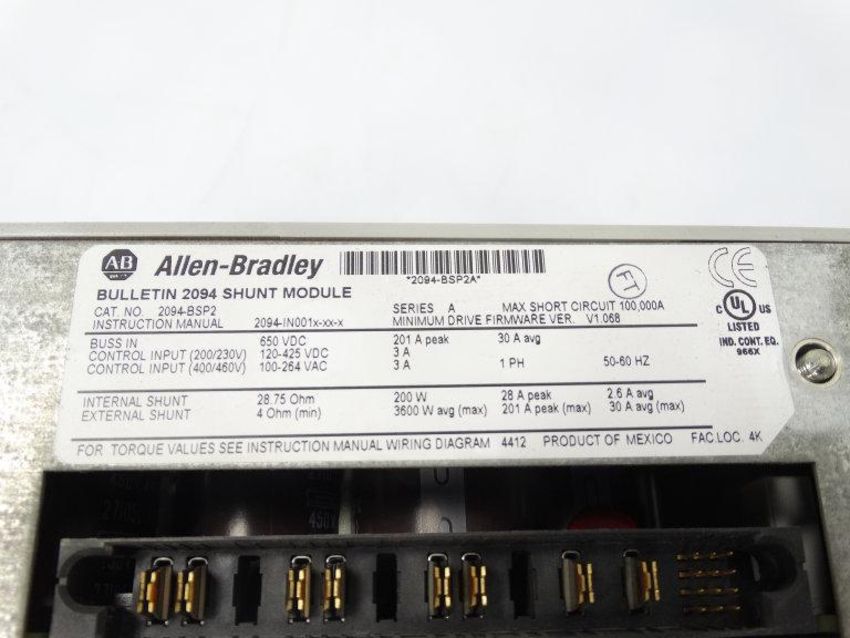 AB Allen-Bradley
*2094-BSP2A*
FT
CE
BULLETIN 2094 SHUNT MODULE
CAT. NO. 2094-BSP2 SERIES A MAX SHORT CIRCUIT 100,000A
INSTRUCTION MANUAL 2094-IN001x-xx-x MINIMUM DRIVE FIRMWARE VER. V1.068
C UL US
LISTED
IND. CONT. EQ.
966X
BUSS IN 650 VDC 201 A peak 30 A avg
CONTROL INPUT (200/230V) 120-425 VDC 3 A
CONTROL INPUT (400/460V) 100-264 VAC 3 A 1 PH 50-60 HZ
INTERNAL SHUNT 28.75 Ohm 200 W 28 A peak 2.6 A avg
EXTERNAL SHUNT 4 Ohm (min) 3600 W avg (max) 201 A peak (max) 30 A avg (max)
FOR TORQUE VALUES SEE INSTRUCTION MANUAL WIRING DIAGRAM 4412 PRODUCT OF MEXICO FAC.LOC. 4K